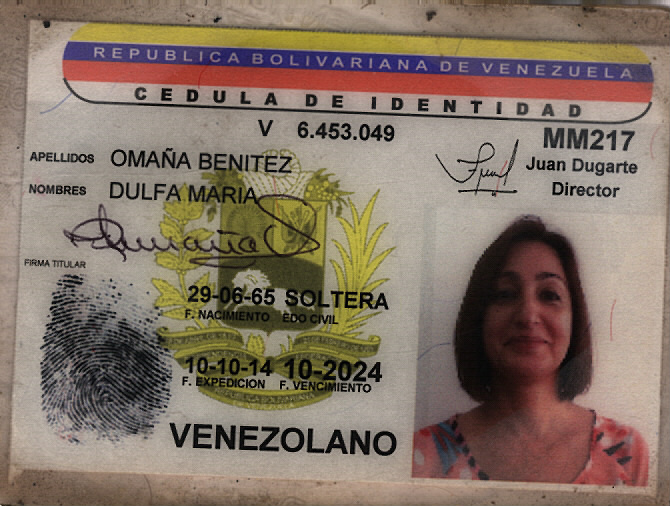 REPUBLICA BOLIVARIANA DE VENEZUELA
CEDULA DE IDENTIDAD
V 6.453.049
MM217
Juan Dugarte
Director
APELLIDOS OMAÑA BENITEZ
NOMBRES DULFA MARIA
FIRMA TITULAR
29-06-65 SOLTERA
F. NACIMIENTO EDO CIVIL
10-10-14 10-2024
F. EXPEDICION F. VENCIMIENTO
VENEZOLANO